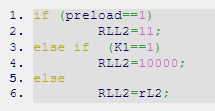 1. if (preload==1)
2. RLL2=11;
3. else if (K1==1)
4. RLL2=10000;
5. else
6. RLL2=rL2;